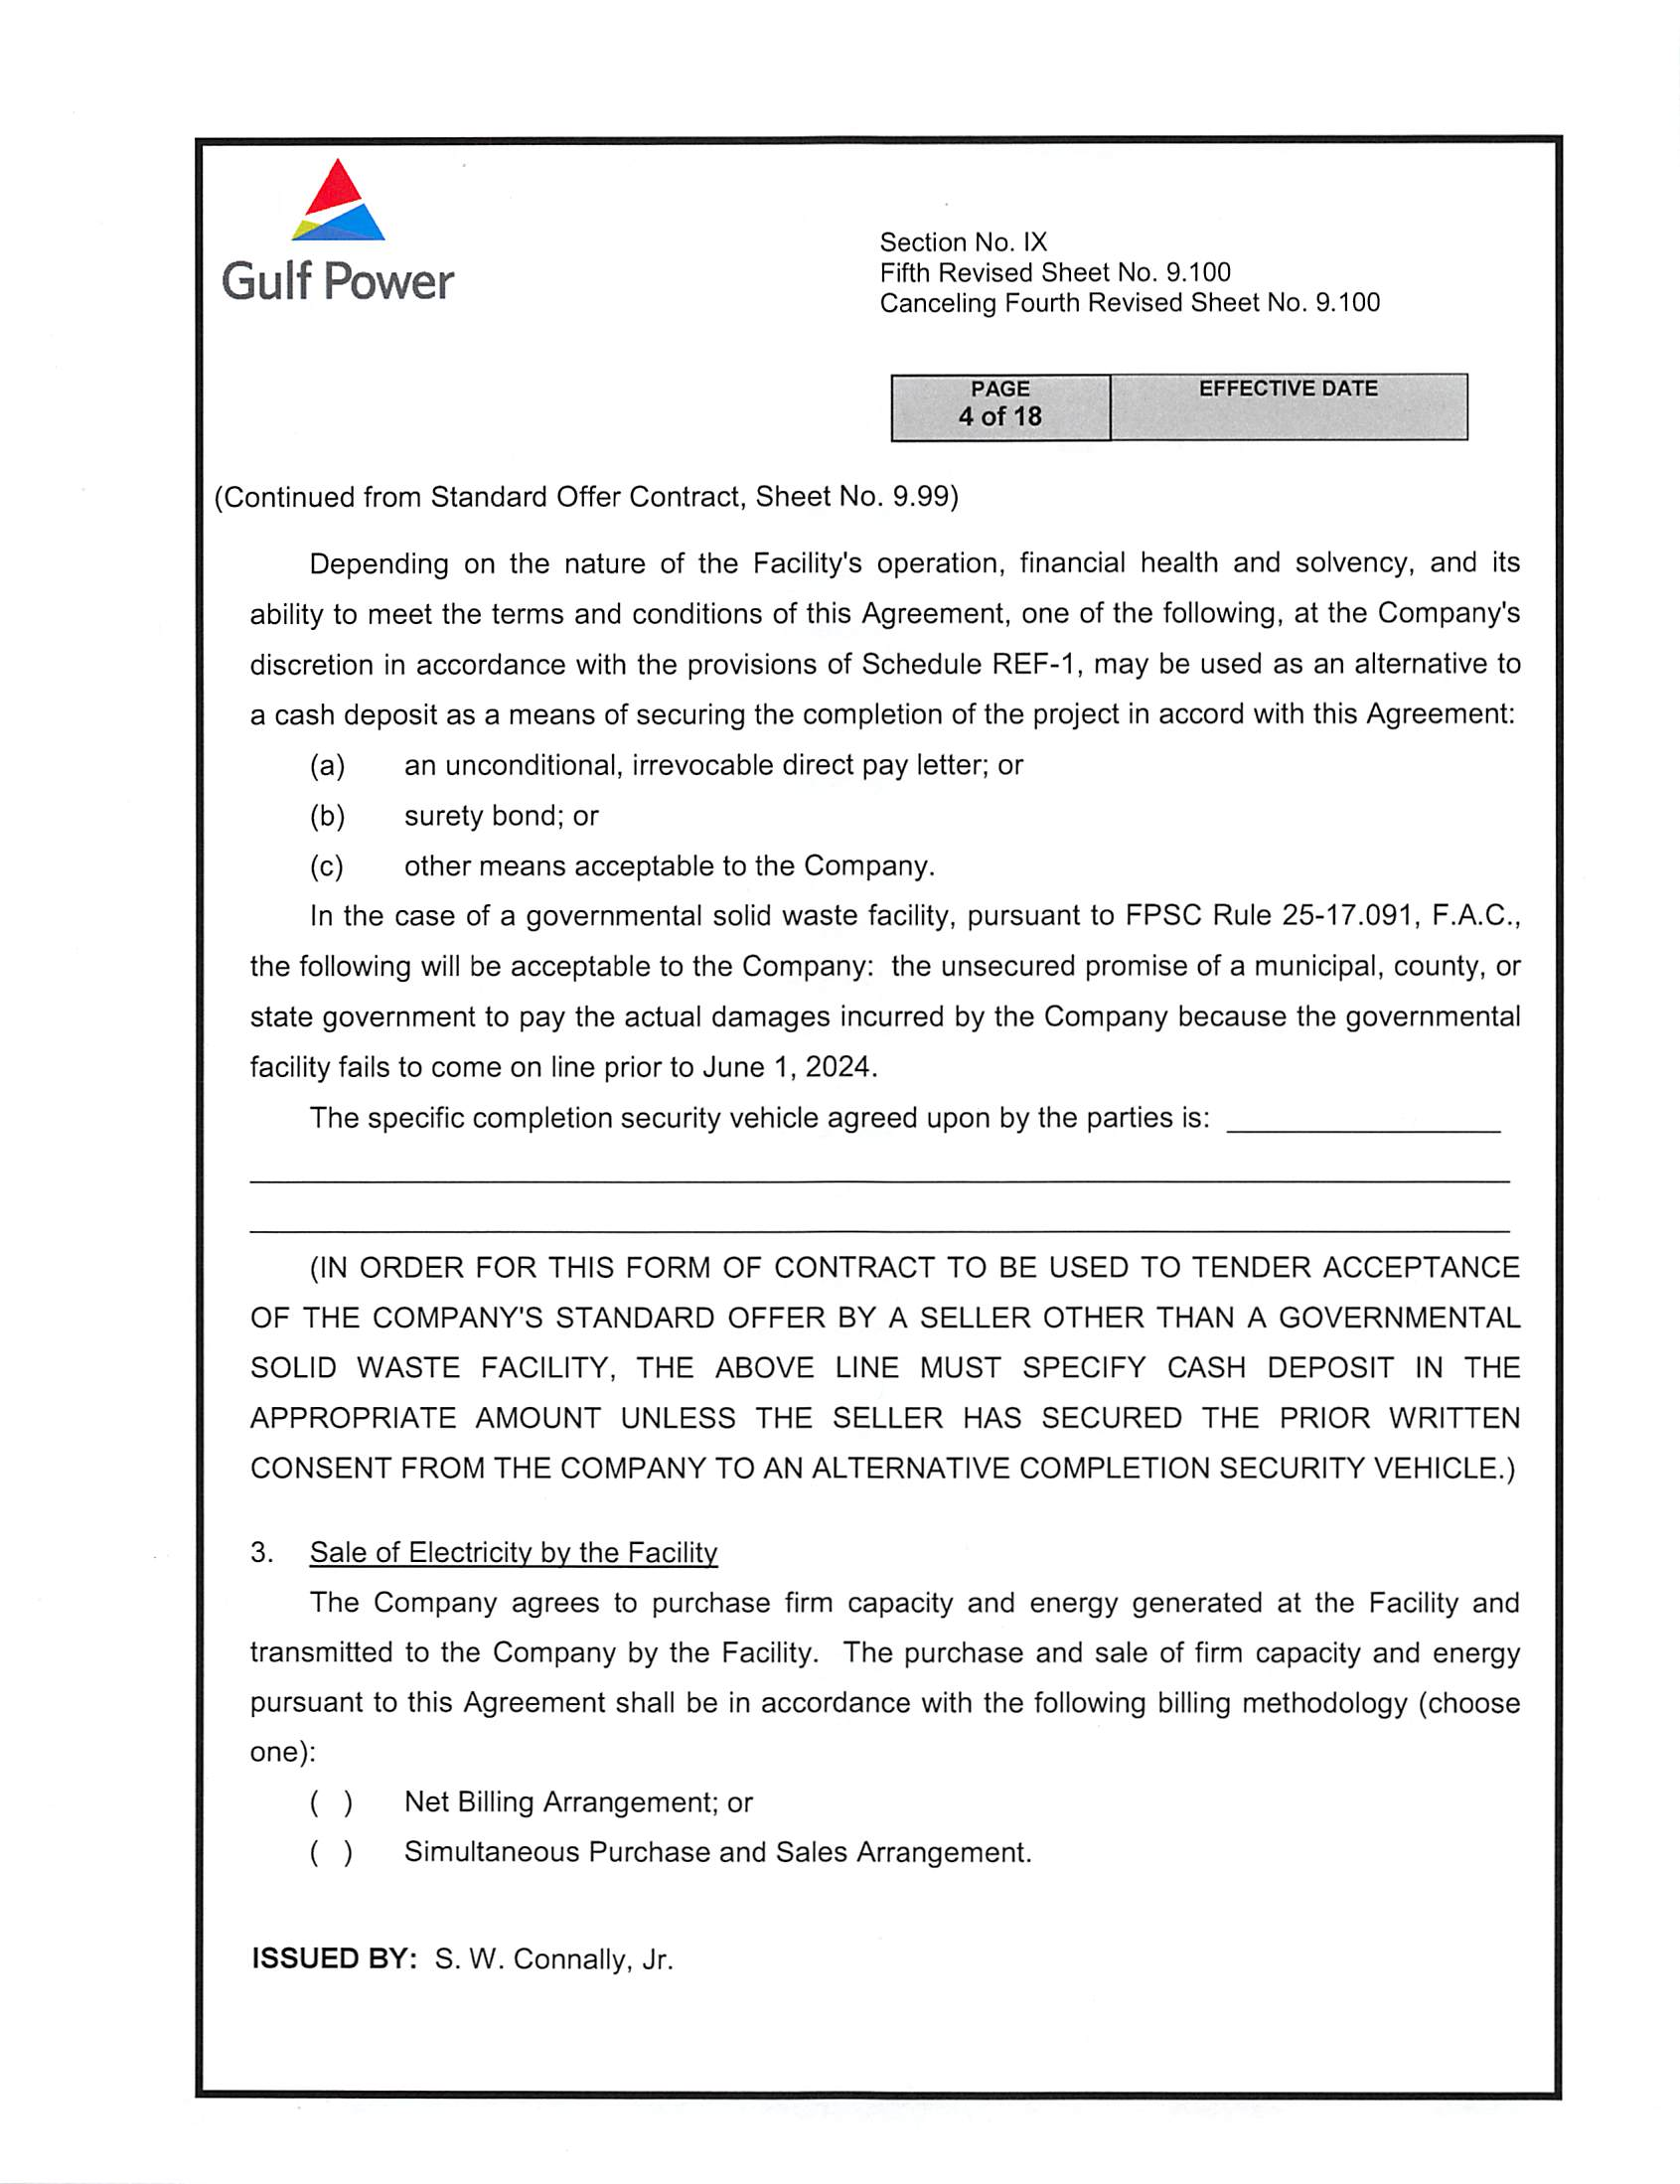 Gulf Power
Section No. IX
Fifth Revised Sheet No. 9.100
Canceling Fourth Revised Sheet No. 9.100
PAGE
4 of 18
EFFECTIVE DATE
(Continued from Standard Offer Contract, Sheet No. 9.99)
Depending on the nature of the Facility's operation, financial health and solvency, and its
ability to meet the terms and conditions of this Agreement, one of the following, at the Company's
discretion in accordance with the provisions of Schedule REF-1, may be used as an alternative to
a cash deposit as a means of securing the completion of the project in accord with this Agreement:
(a) an unconditional, irrevocable direct pay letter; or
(b) surety bond; or
(c) other means acceptable to the Company.
In the case of a governmental solid waste facility, pursuant to FPSC Rule 25-17.091, F.A.C.,
the following will be acceptable to the Company: the unsecured promise of a municipal, county, or
state government to pay the actual damages incurred by the Company because the governmental
facility fails to come on line prior to June 1, 2024.
The specific completion security vehicle agreed upon by the parties is:
(IN ORDER FOR THIS FORM OF CONTRACT TO BE USED TO TENDER ACCEPTANCE
OF THE COMPANY'S STANDARD OFFER BY A SELLER OTHER THAN A GOVERNMENTAL
SOLID WASTE FACILITY, THE ABOVE LINE MUST SPECIFY CASH DEPOSIT IN THE
APPROPRIATE AMOUNT UNLESS THE SELLER HAS SECURED THE PRIOR WRITTEN
CONSENT FROM THE COMPANY TO AN ALTERNATIVE COMPLETION SECURITY VEHICLE.)
3. Sale of Electricity by the Facility
The Company agrees to purchase firm capacity and energy generated at the Facility and
transmitted to the Company by the Facility. The purchase and sale of firm capacity and energy
pursuant to this Agreement shall be in accordance with the following billing methodology (choose
one):
( ) Net Billing Arrangement; or
( ) Simultaneous Purchase and Sales Arrangement.
ISSUED BY: S. W. Connally, Jr.